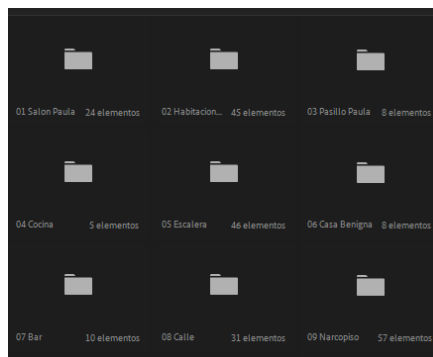 01 Salon Paula 24 elementos
02 Habitacion... 45 elementos
03 Pasillo Paula 8 elementos
04 Cocina 5 elementos
05 Escalera 46 elementos
06 Casa Benigna 8 elementos
07 Bar 10 elementos
08 Calle 31 elementos
09 Narcopiso 57 elementos